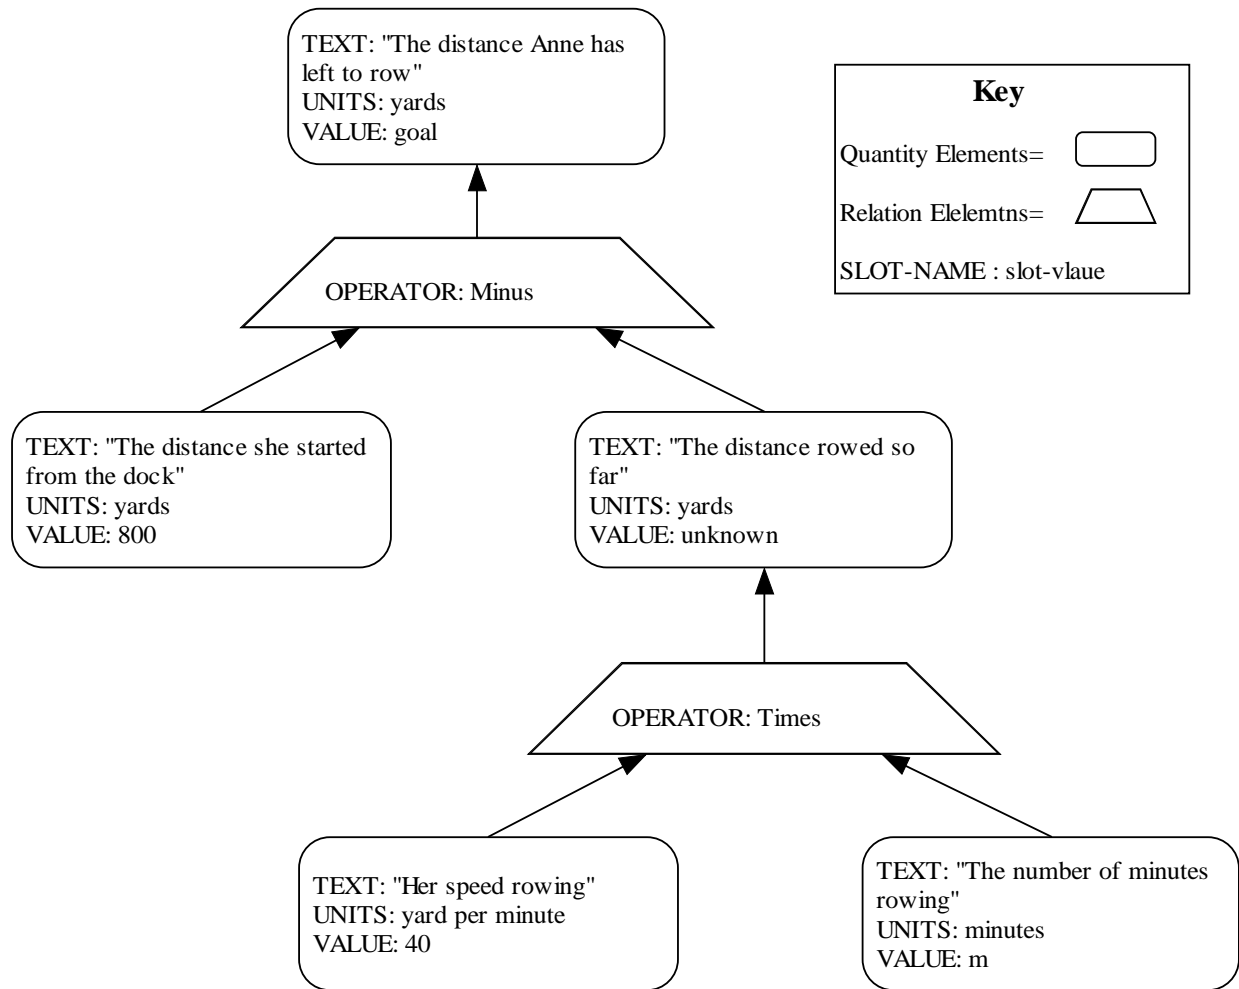 TEXT: "The distance Anne has
left to row"
UNITS: yards
VALUE: goal
Key
Quantity Elements=
Relation Elelemtns=
SLOT-NAME : slot-vlaue
OPERATOR: Minus
TEXT: "The distance she started
from the dock"
UNITS: yards
VALUE: 800
TEXT: "The distance rowed so
far"
UNITS: yards
VALUE: unknown
OPERATOR: Times
TEXT: "Her speed rowing"
UNITS: yard per minute
VALUE: 40
TEXT: "The number of minutes
rowing"
UNITS: minutes
VALUE: m